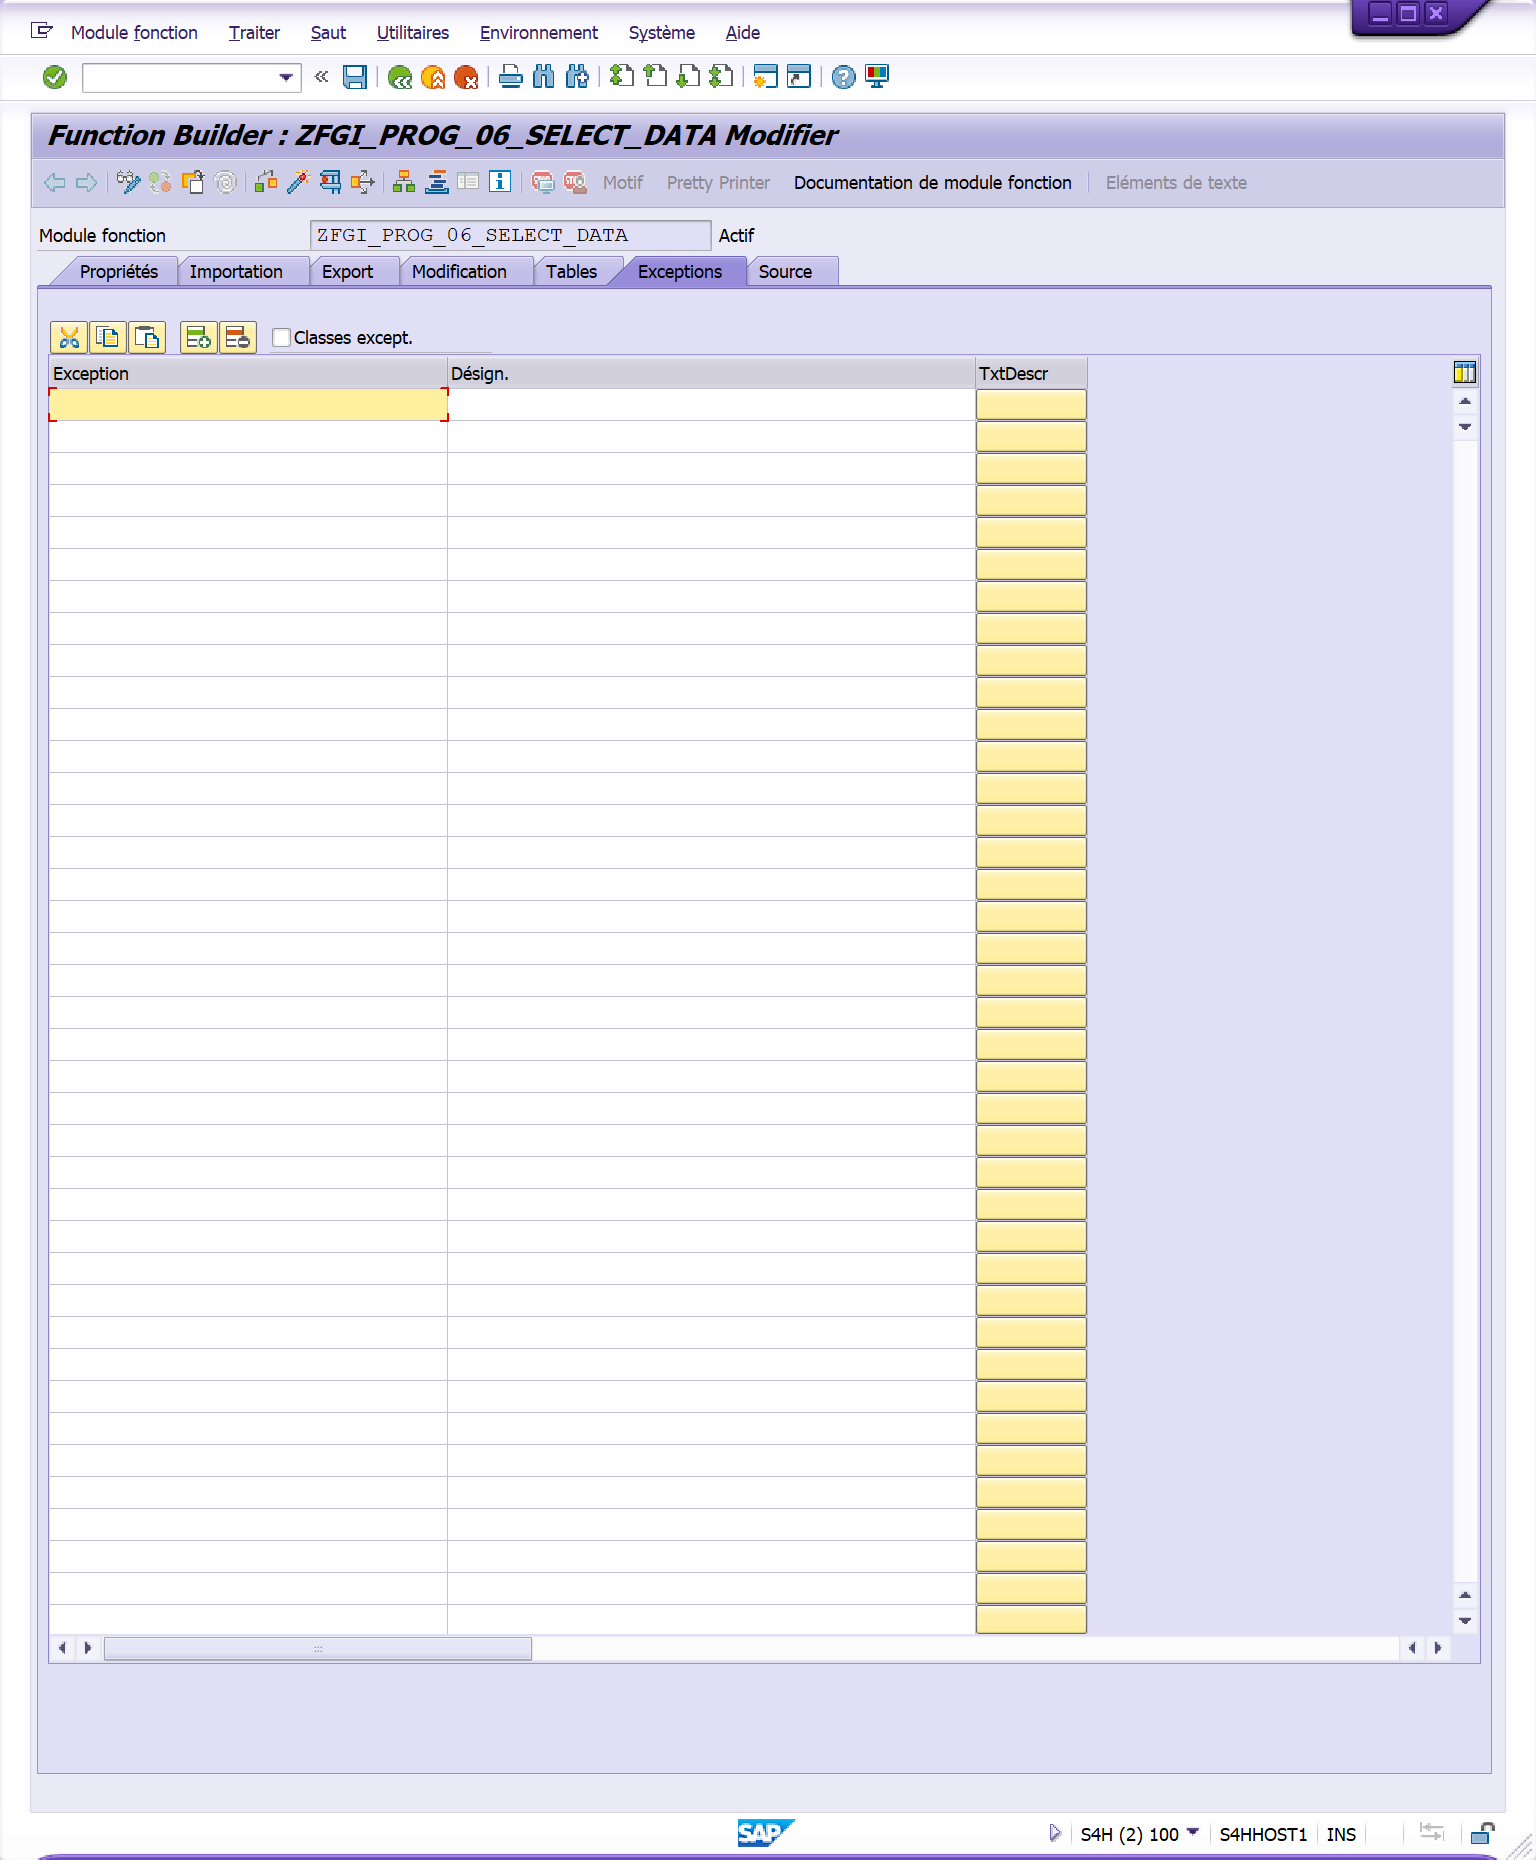 Module fonction Traiter Saut Utilitaires Environnement Système Aide
Function Builder : ZFGI_PROG_06_SELECT_DATA Modifier
Motif Pretty Printer Documentation de module fonction Eléments de texte
Module fonction ZFGI_PROG_06_SELECT_DATA Actif
Propriétés Importation Export Modification Tables Exceptions Source
Classes except.
Exception Désign. TxtDescr
SAP S4H (2) 100 S4HHOST1 INS